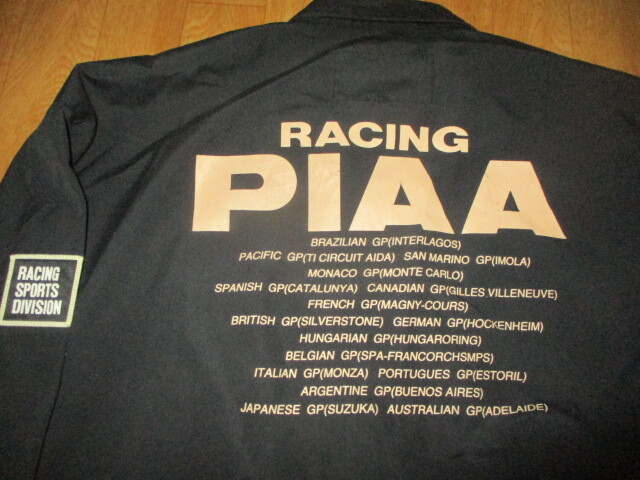 RACING
PIAA
BRAZILIAN GP(INTERLAGOS)
PACIFIC GP(TI CIRCUIT AIDA) SAN MARINO GP(IMOLA)
MONACO GP(MONTE CARLO)
SPANISH GP(CATALUNYA) CANADIAN GP(GILLES VILLENEUVE)
FRENCH GP(MAGNY-COURS)
BRITISH GP(SILVERSTONE) GERMAN GP(HOCKENHEIM)
HUNGARIAN GP(HUNGARORING)
BELGIAN GP(SPA-FRANCORCHSMPS)
ITALIAN GP(MONZA) PORTUGUES GP(ESTORIL)
ARGENTINE GP(BUENOS AIRES)
JAPANESE GP(SUZUKA) AUSTRALIAN GP(ADELAIDE)
RACING
SPORTS
DIVISION